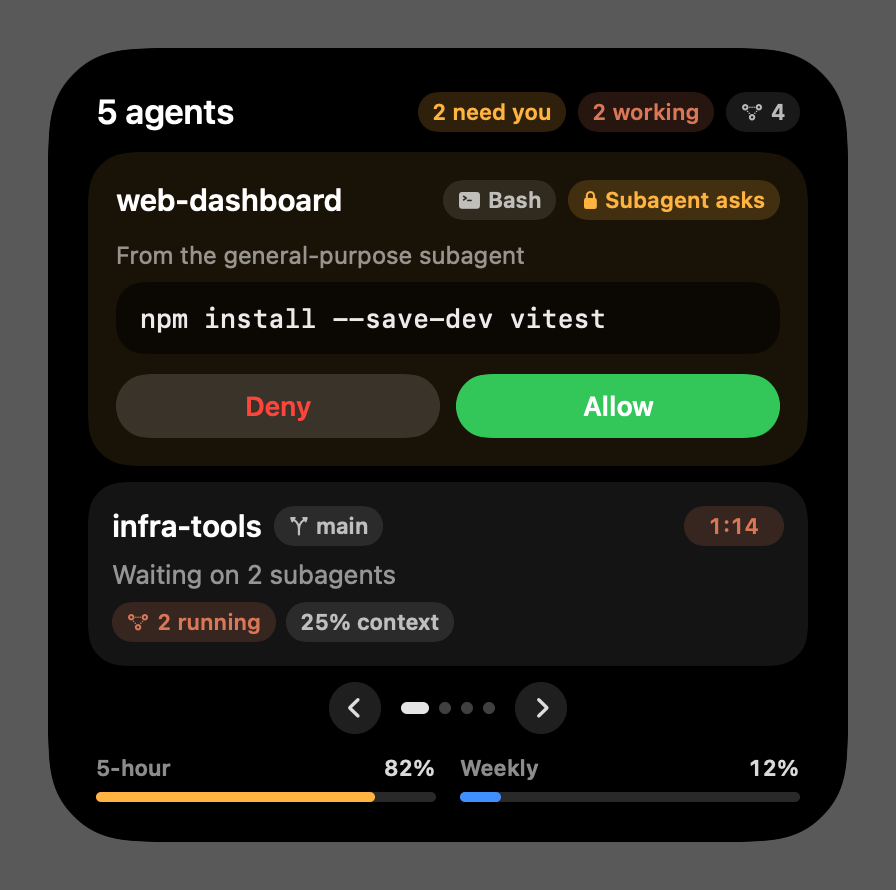 5 agents 2 need you 2 working 4
web-dashboard Bash Subagent asks
From the general-purpose subagent
npm install --save-dev vitest
Deny Allow
infra-tools main 1:14
Waiting on 2 subagents
2 running 25% context
5-hour 82% Weekly 12%